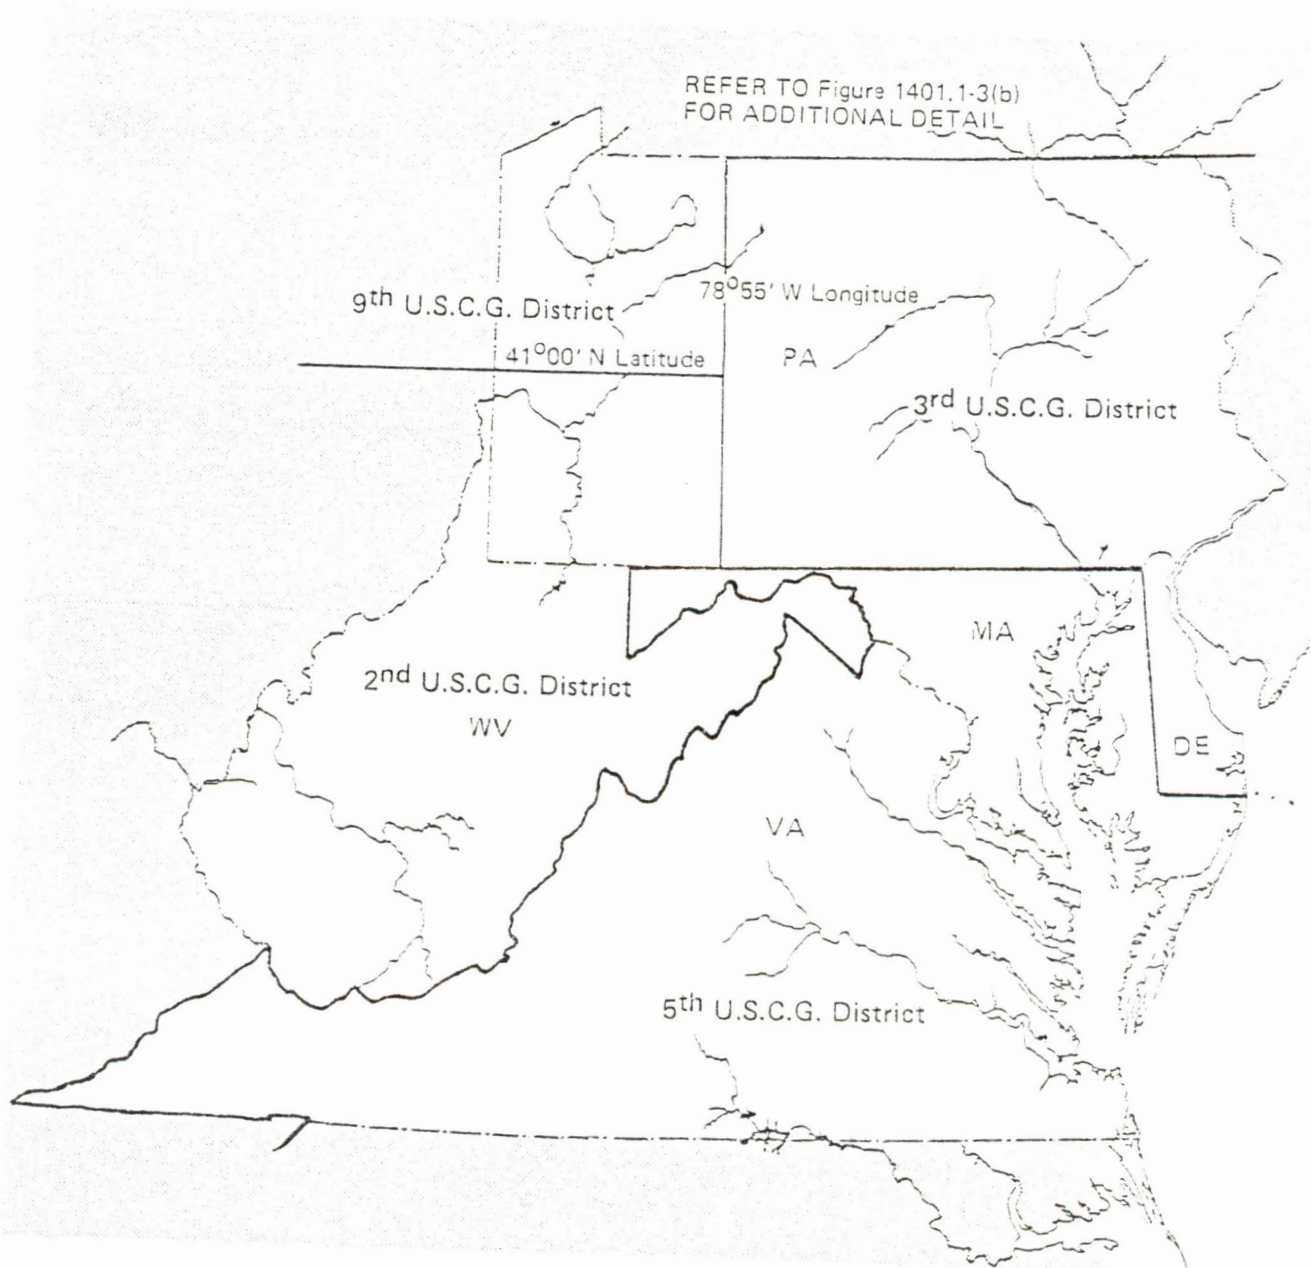 REFER TO Figure 1401.1-3(b)
FOR ADDITIONAL DETAIL
9th U.S.C.G. District
78°55' W Longitude
41°00' N Latitude
PA
3rd U.S.C.G. District
MA
2nd U.S.C.G. District
WV
DE
VA
5th U.S.C.G. District